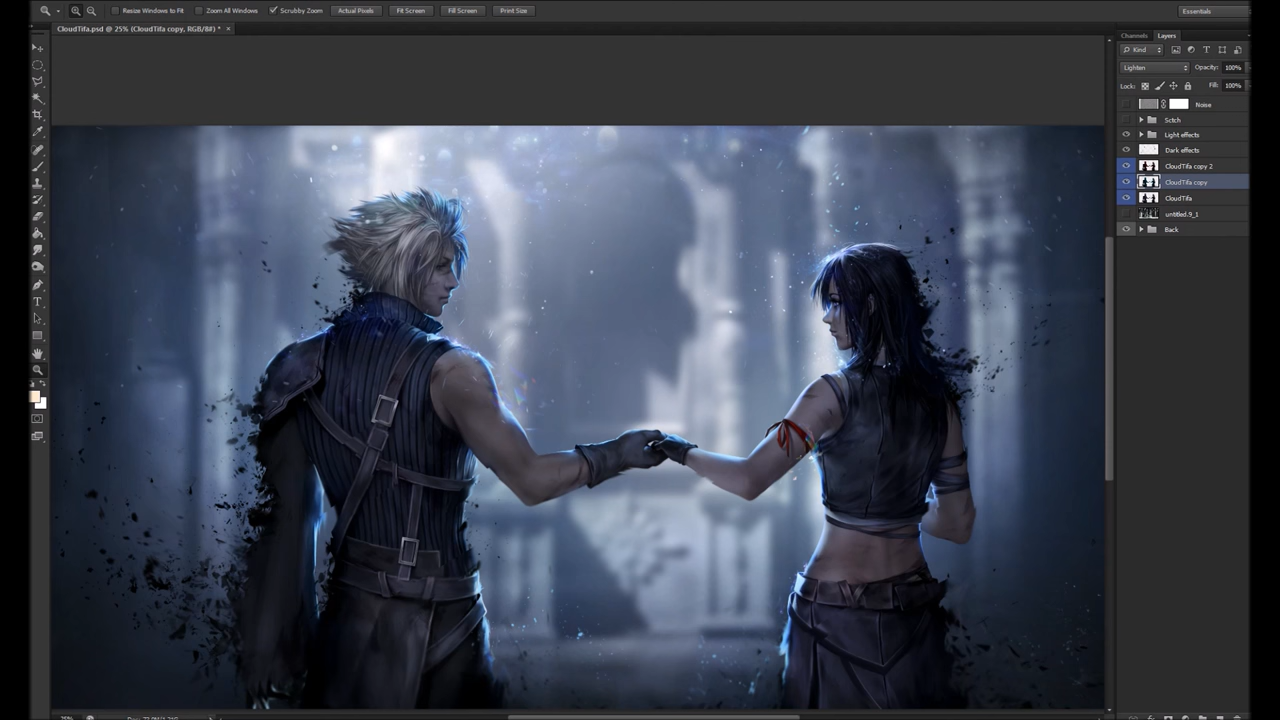 Resize Windows to Fit Zoom All Windows Scrubby Zoom Actual Pixels Fit Screen Fill Screen Print Size Essentials
CloudTifa.psd @ 25% (CloudTifa copy, RGB/8#) * ×
Channels Layers
Kind
Lighten Opacity: 100%
Lock: Fill: 100%
Noise
Sctch
Light effects
Dark effects
CloudTifa copy 2
CloudTifa copy
CloudTifa
untitled.9_1
Back
25%